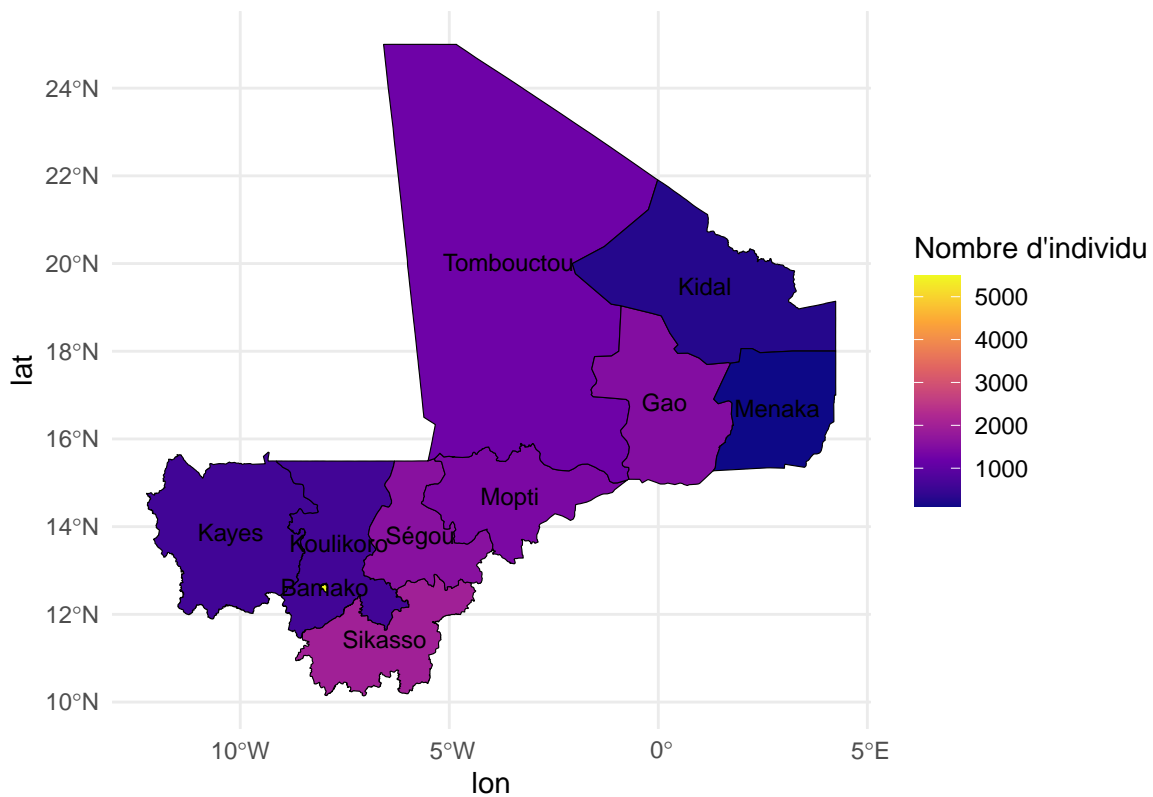 24°N
22°N
20°N
18°N
16°N
14°N
12°N
10°N
lat
Tombouctou
Kidal
Gao
Menaka
Mopti
Kayes
Koulikoro
Ségou
Bamako
Sikasso
10°W
5°W
0°
5°E
lon
Nombre d'individu
5000
4000
3000
2000
1000